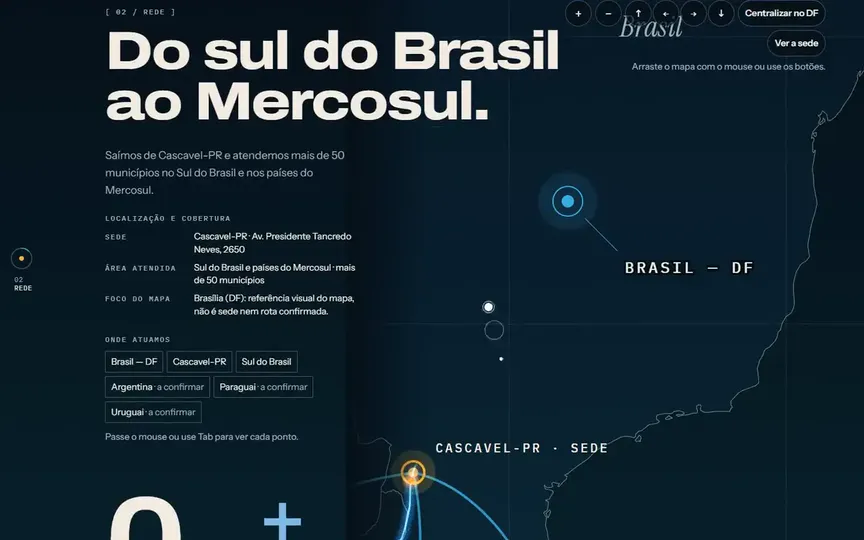 [ 02 / REDE ]
Do sul do Brasil
ao Mercosul.
Saímos de Cascavel-PR e atendemos mais de 50
municípios no Sul do Brasil e nos países do
Mercosul.
LOCALIZAÇÃO E COBERTURA
SEDE
Cascavel-PR · Av. Presidente Tancredo
Neves, 2650
ÁREA ATENDIDA
Sul do Brasil e países do Mercosul · mais
de 50 municípios
FOCO DO MAPA
Brasília (DF): referência visual do mapa,
não é sede nem rota confirmada.
ONDE ATUAMOS
Brasil — DF
Cascavel-PR
Sul do Brasil
Argentina · a confirmar
Paraguai · a confirmar
Uruguai · a confirmar
Passe o mouse ou use Tab para ver cada ponto.
0 +
02
REDE
+ − ↑ ← → ↓ Centralizar no DF
Ver a sede
Arraste o mapa com o mouse ou use os botões.
Brasil
BRASIL — DF
CASCAVEL-PR · SEDE